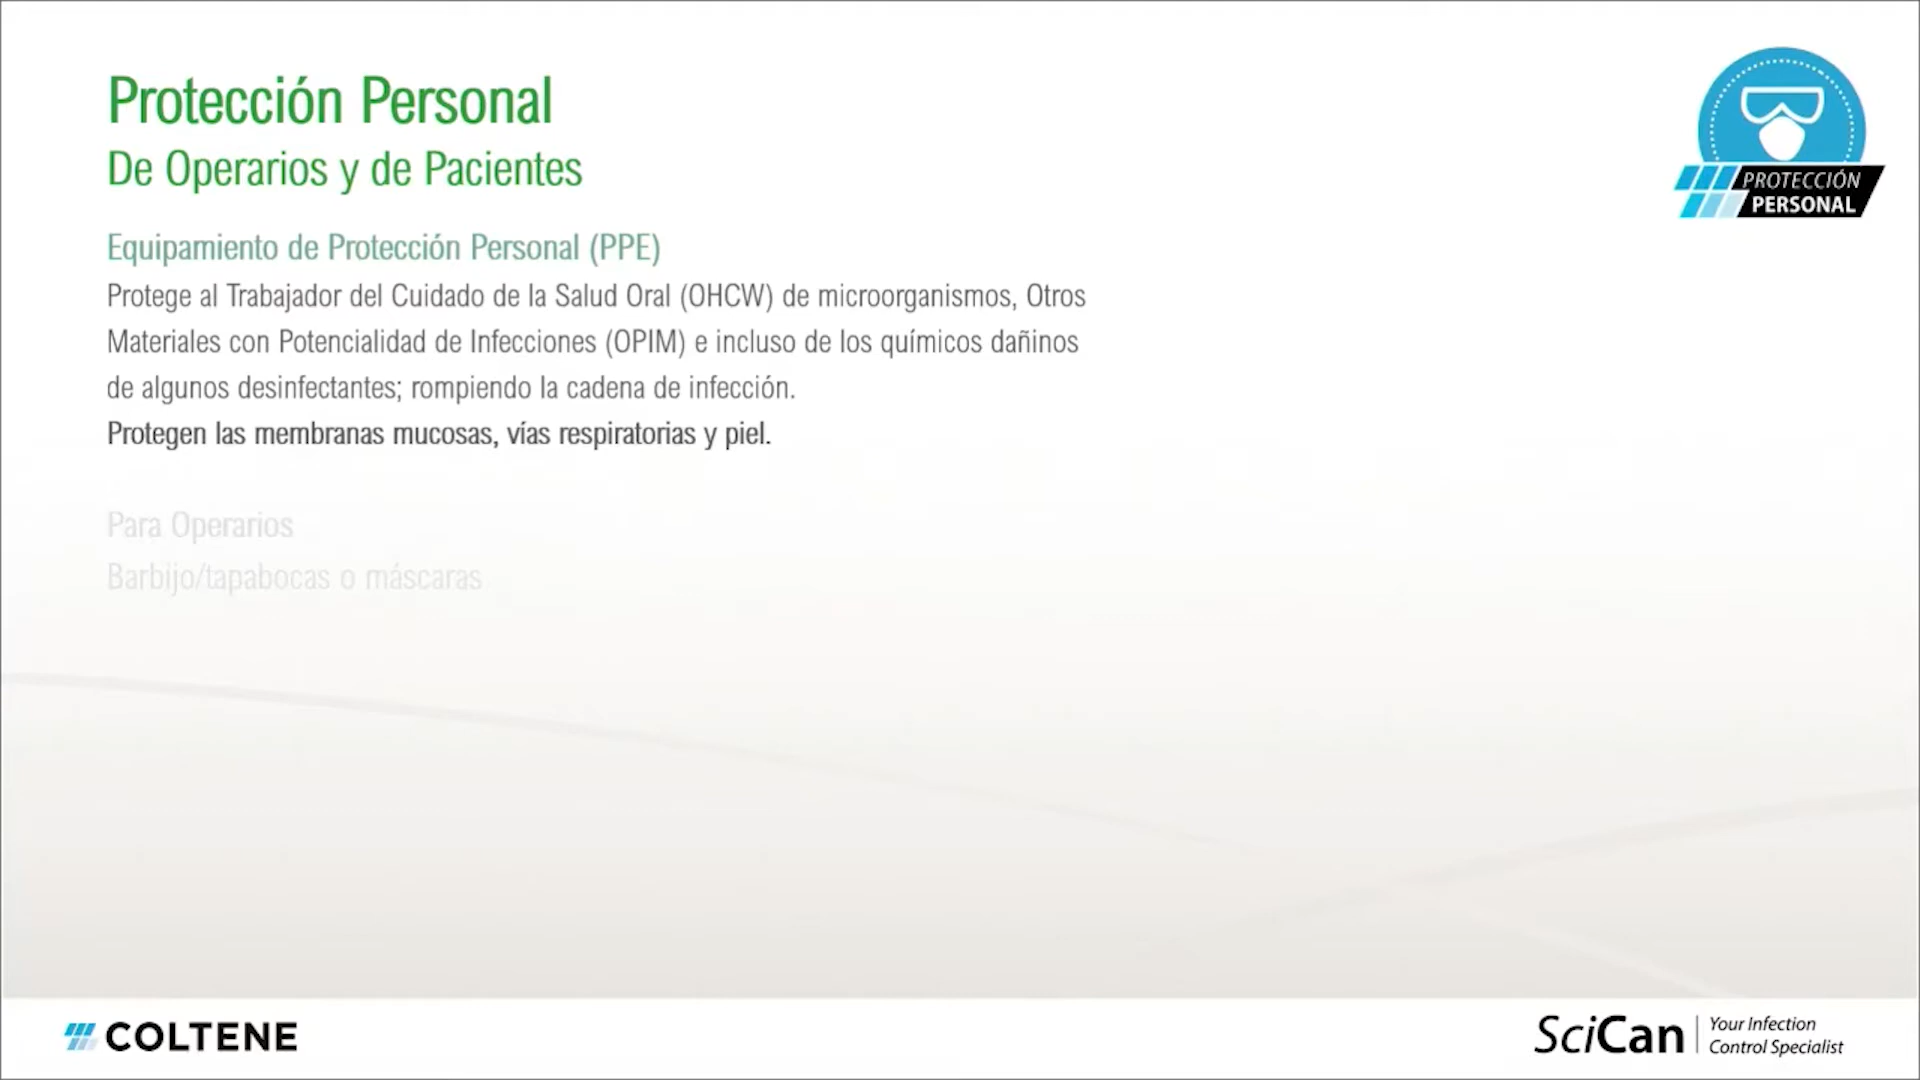 Protección Personal
De Operarios y de Pacientes
PROTECCIÓN
PERSONAL
Equipamiento de Protección Personal (PPE)
Protege al Trabajador del Cuidado de la Salud Oral (OHCW) de microorganismos, Otros
Materiales con Potencialidad de Infecciones (OPIM) e incluso de los químicos dañinos
de algunos desinfectantes; rompiendo la cadena de infección.
Protegen las membranas mucosas, vías respiratorias y piel.
Para Operarios
Barbijo/tapabocas o máscaras
COLTENE
SciCan
Your Infection
Control Specialist